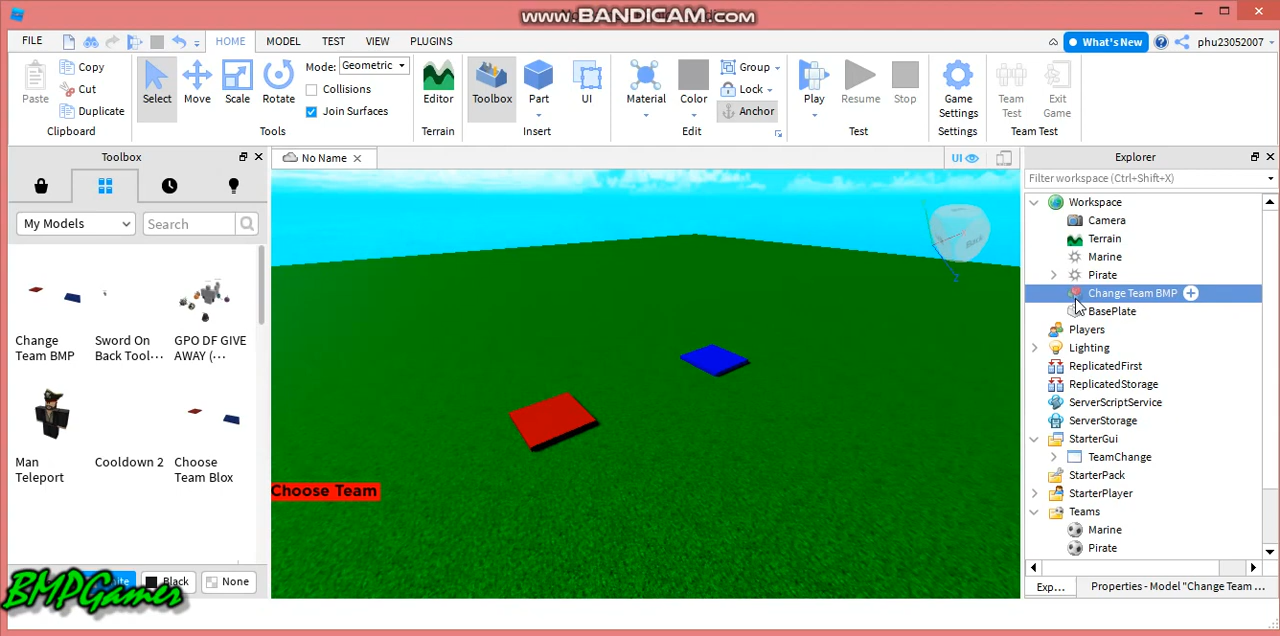 www.BANDICAM.com
FILE HOME MODEL TEST VIEW PLUGINS What's New phu23052007
Paste Copy Cut Duplicate Clipboard
Select Move Scale Rotate Mode: Geometric Collisions Join Surfaces Tools
Editor Terrain
Toolbox Part UI Insert
Material Color Group Lock Anchor Edit
Play Resume Stop Test
Game Settings Settings
Team Test Exit Game Team Test
Toolbox
My Models Search
Change Team BMP
Sword On Back Tool...
GPO DF GIVE AWAY (...
Man Teleport
Cooldown 2
Choose Team Blox
Black None
BMPGamer
No Name UI
Back
Choose Team
Explorer
Filter workspace (Ctrl+Shift+X)
Workspace
Camera
Terrain
Marine
Pirate
Change Team BMP
BasePlate
Players
Lighting
ReplicatedFirst
ReplicatedStorage
ServerScriptService
ServerStorage
StarterGui
TeamChange
StarterPack
StarterPlayer
Teams
Marine
Pirate
Exp... Properties - Model "Change Team ...